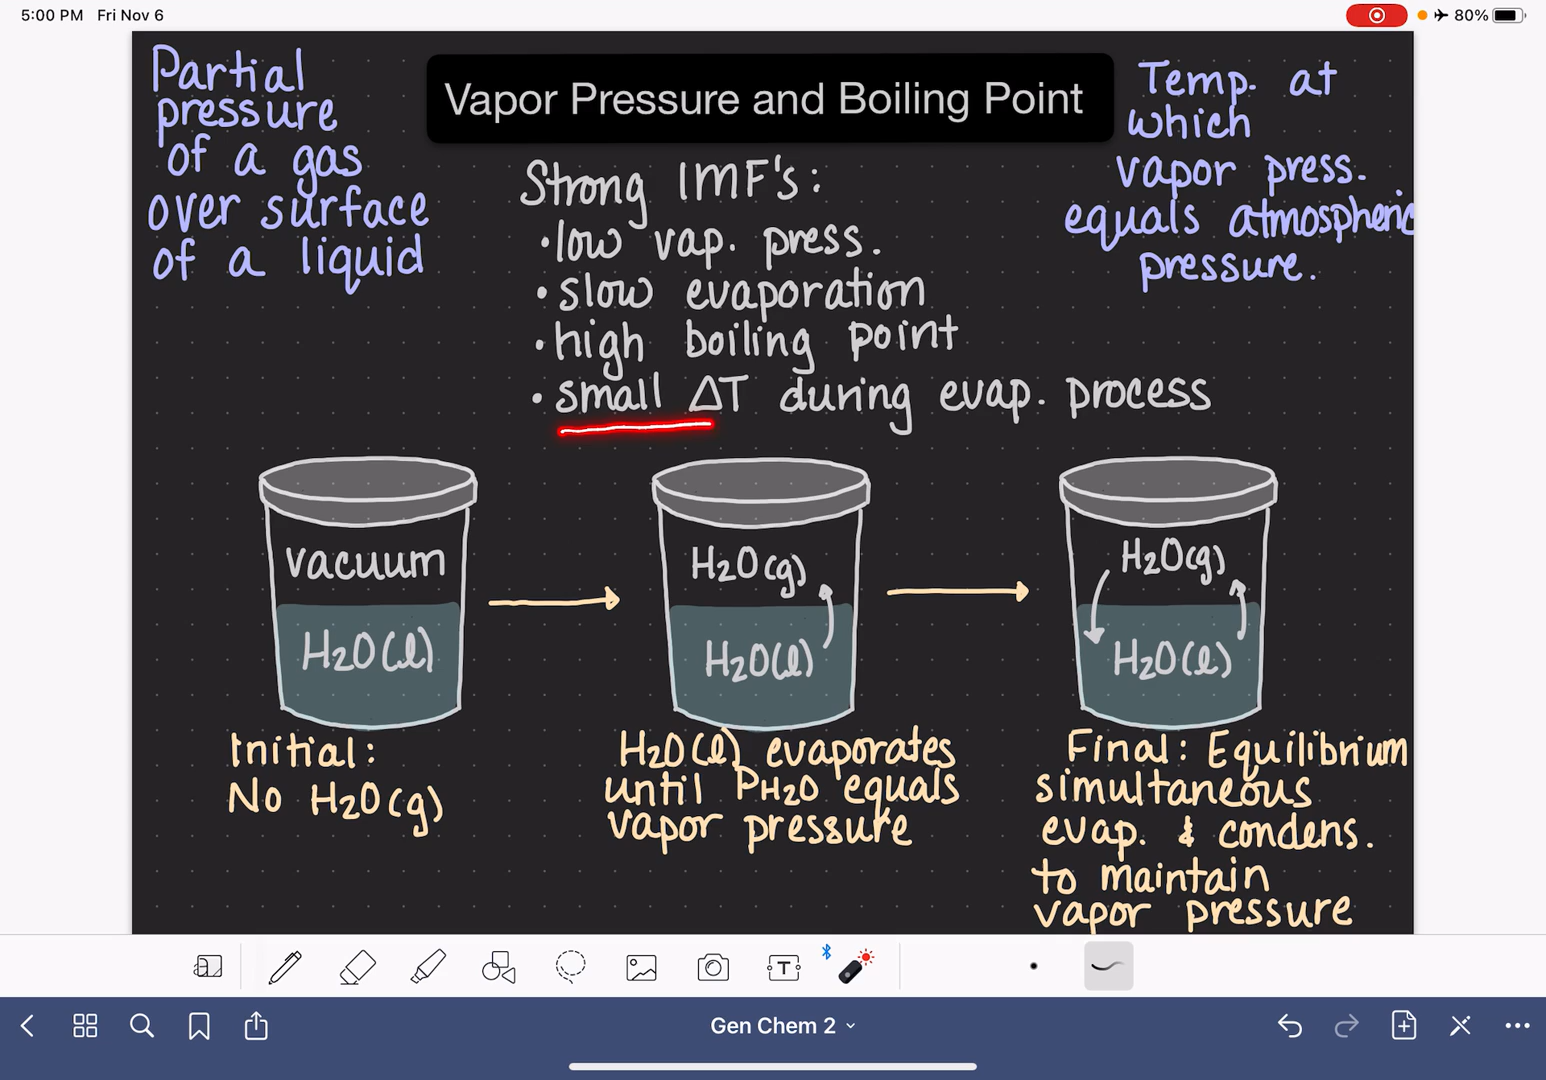 5:00 PM Fri Nov 6
80%
Partial
pressure
of a gas
over surface
of a liquid
Vapor Pressure and Boiling Point
Temp. at
which
vapor press.
equals atmospheric
pressure.
Strong IMF's:
• low vap. press.
• slow evaporation
• high boiling point
• small ΔT during evap. process
vacuum
H2O(l)
H2O(g)
H2O(l)
H2O(g)
H2O(l)
Initial:
No H2O(g)
H2O(l) evaporates
until PH2O equals
vapor pressure
Final: Equilibrium
simultaneous
evap. & condens.
to maintain
vapor pressure
T
Gen Chem 2